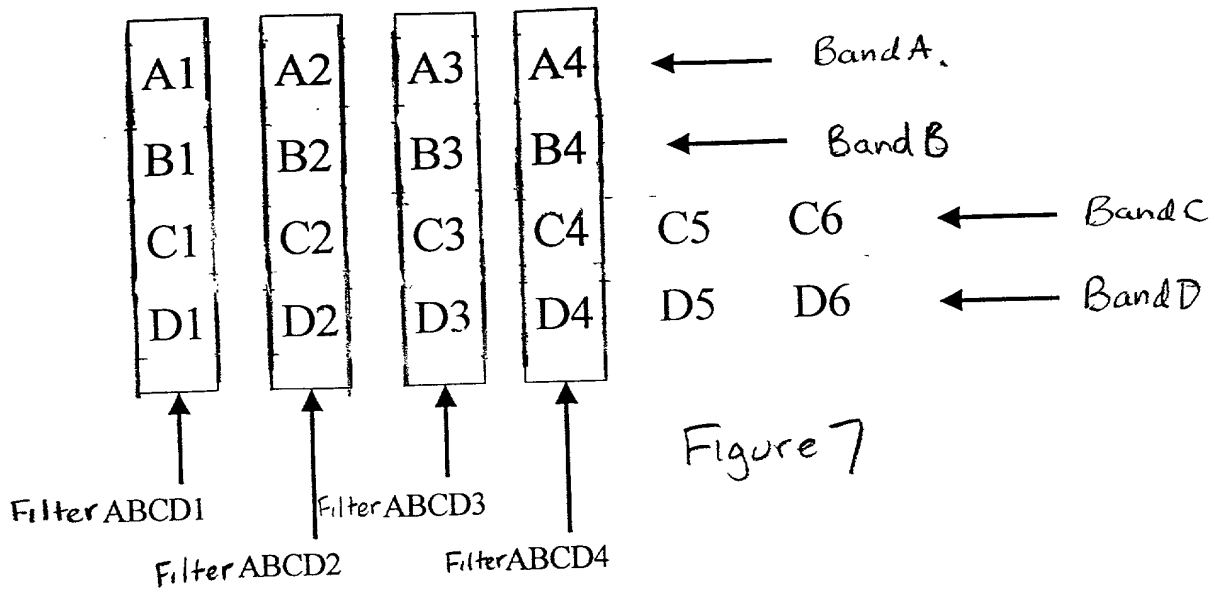 A1 A2 A3 A4 Band A.
B1 B2 B3 B4 Band B
C1 C2 C3 C4 C5 C6 Band C
D1 D2 D3 D4 D5 D6 Band D
Figure 7
Filter ABCD1 Filter ABCD3
Filter ABCD2 Filter ABCD4